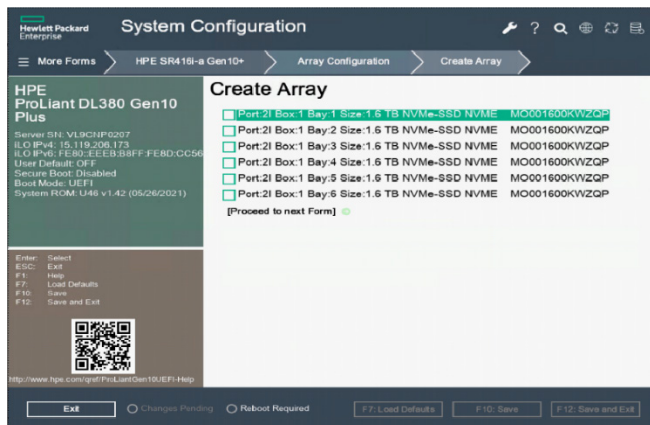 Hewlett Packard
Enterprise
System Configuration
?
More Forms
HPE SR416i-a Gen10+
Array Configuration
Create Array
HPE
ProLiant DL380 Gen10
Plus
Server SN: VL9CNP0207
iLO IPv4: 15.119.206.173
iLO IPv6: FE80::EEEB:B8FF:FE8D:CC56
User Default: OFF
Secure Boot: Disabled
Boot Mode: UEFI
System ROM: U46 v1.42 (05/26/2021)
Enter: Select
ESC: Exit
F1: Help
F7: Load Defaults
F10: Save
F12: Save and Exit
http://www.hpe.com/qref/ProLiantGen10UEFI-Help
Create Array
Port:2I Box:1 Bay:1 Size:1.6 TB NVMe-SSD NVME MO001600KWZQP
Port:2I Box:1 Bay:2 Size:1.6 TB NVMe-SSD NVME MO001600KWZQP
Port:2I Box:1 Bay:3 Size:1.6 TB NVMe-SSD NVME MO001600KWZQP
Port:2I Box:1 Bay:4 Size:1.6 TB NVMe-SSD NVME MO001600KWZQP
Port:2I Box:1 Bay:5 Size:1.6 TB NVMe-SSD NVME MO001600KWZQP
Port:2I Box:1 Bay:6 Size:1.6 TB NVMe-SSD NVME MO001600KWZQP
[Proceed to next Form]
Exit
Changes Pending
Reboot Required
F7: Load Defaults
F10: Save
F12: Save and Exit